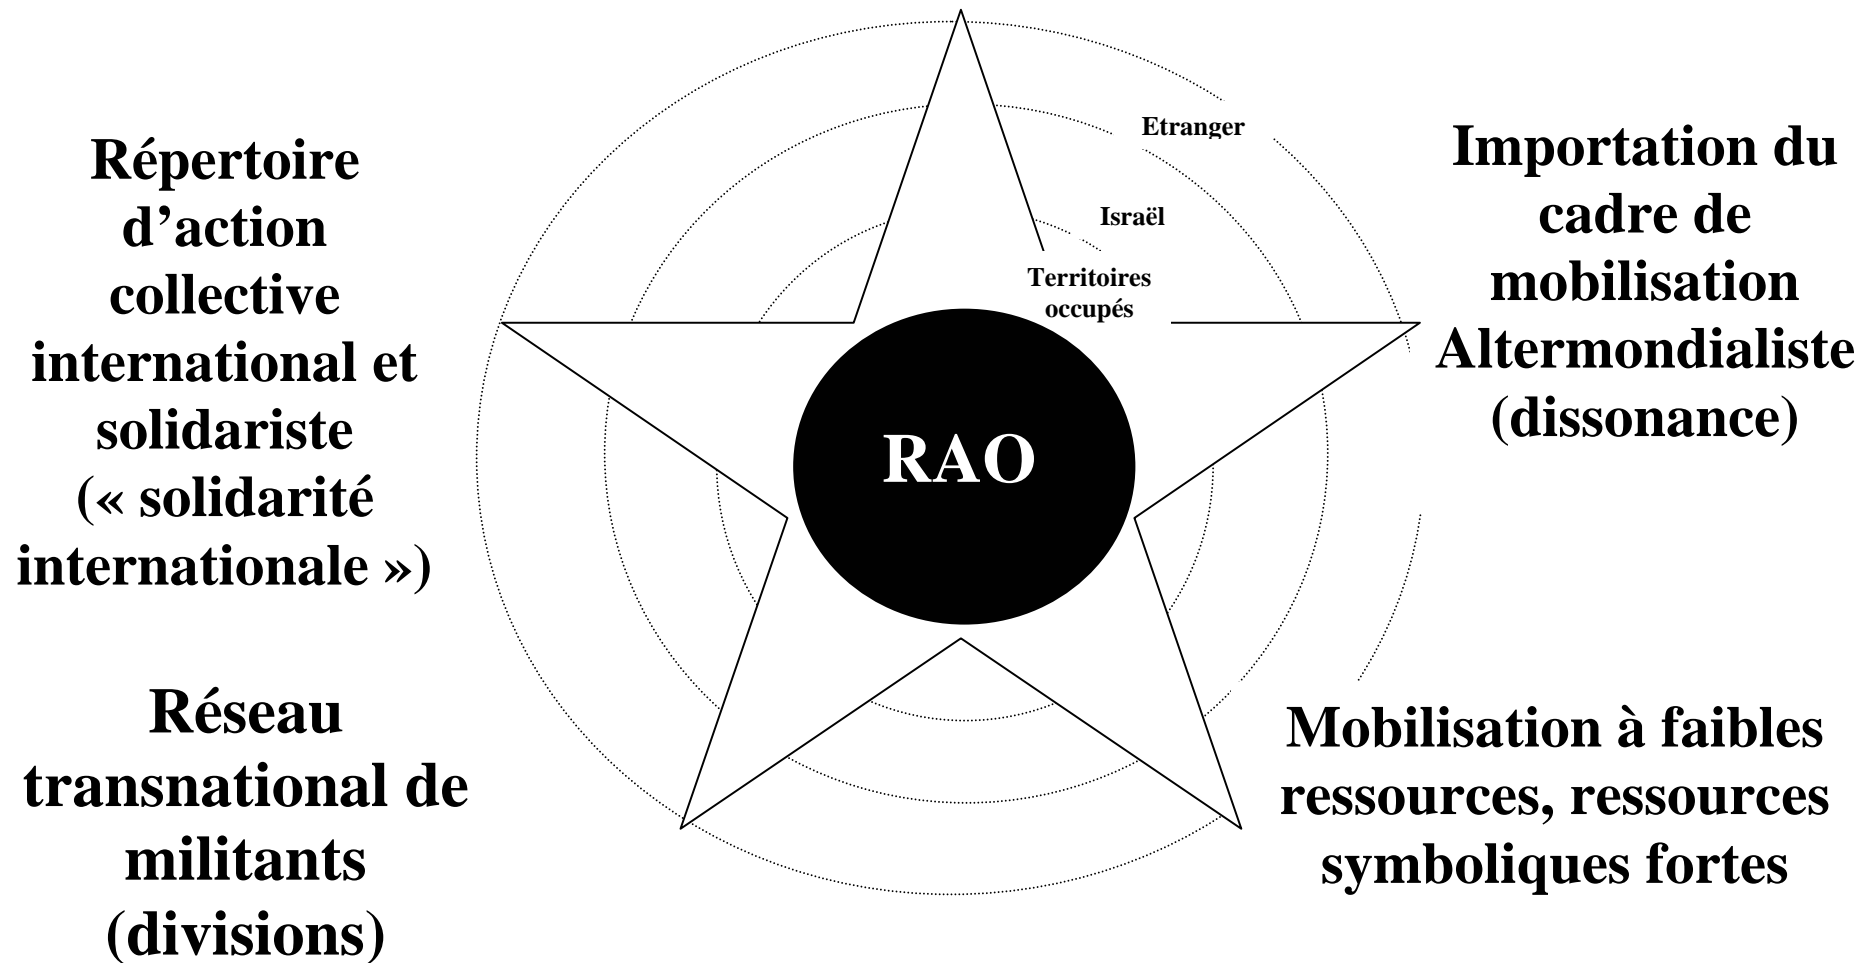 Répertoire
d’action
collective
international et
solidariste
(« solidarité
internationale »)
Réseau
transnational de
militants
(divisions)
Etranger
Israël
Territoires
occupés
RAO
Importation du
cadre de
mobilisation
Altermondialiste
(dissonance)
Mobilisation à faibles
ressources, ressources
symboliques fortes